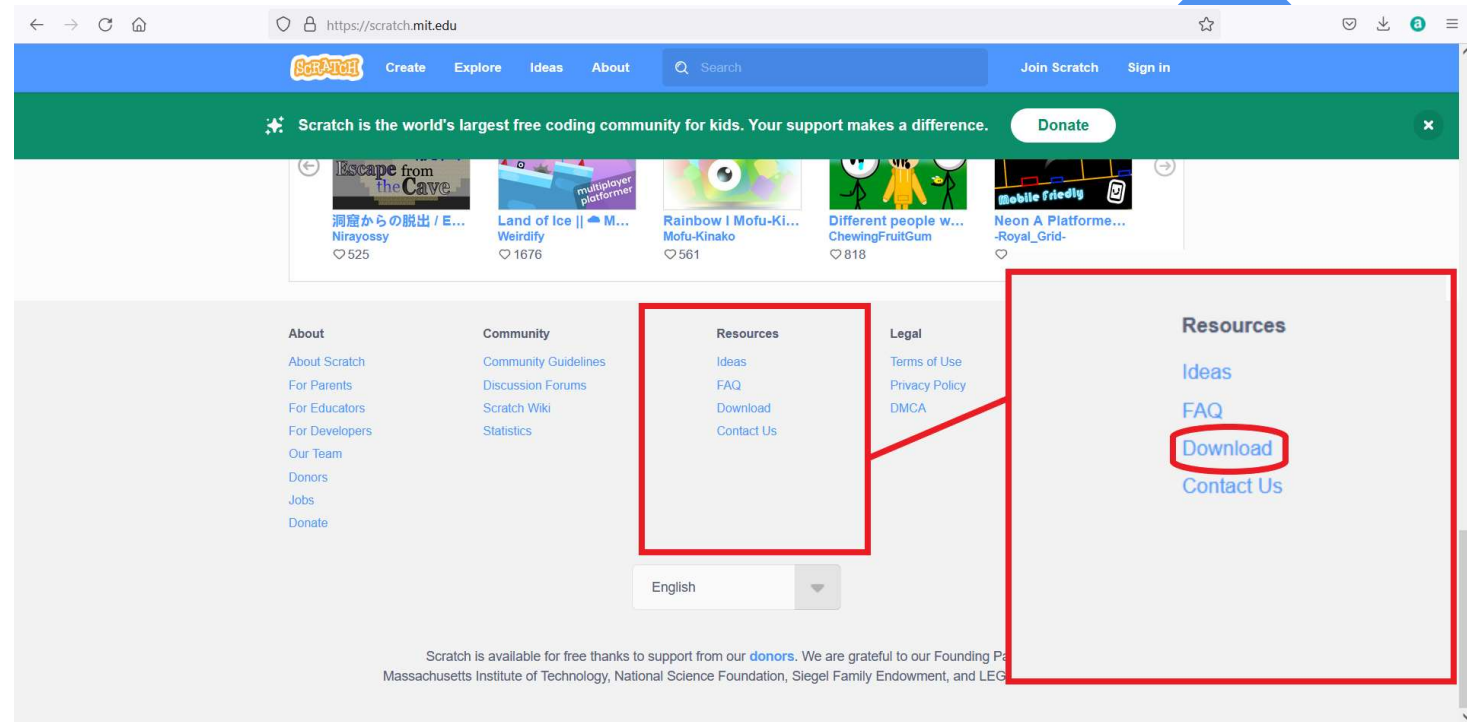 https://scratch.mit.edu
SCRATCH Create Explore Ideas About Search Join Scratch Sign in
Scratch is the world's largest free coding community for kids. Your support makes a difference. Donate
Escape from the Cave
multiplayer platformer
Mobile Friedly
洞窟からの脱出 / E... Land of Ice || ☁ M... Rainbow I Mofu-Ki... Different people w... Neon A Platforme...
Nirayossy Weirdify Mofu-Kinako ChewingFruitGum -Royal_Grid-
525 1676 561 818
About
About Scratch
For Parents
For Educators
For Developers
Our Team
Donors
Jobs
Donate
Community
Community Guidelines
Discussion Forums
Scratch Wiki
Statistics
Resources
Ideas
FAQ
Download
Contact Us
Legal
Terms of Use
Privacy Policy
DMCA
Resources
Ideas
FAQ
Download
Contact Us
English
Scratch is available for free thanks to support from our donors. We are grateful to our Founding
Massachusetts Institute of Technology, National Science Foundation, Siegel Family Endowment, and